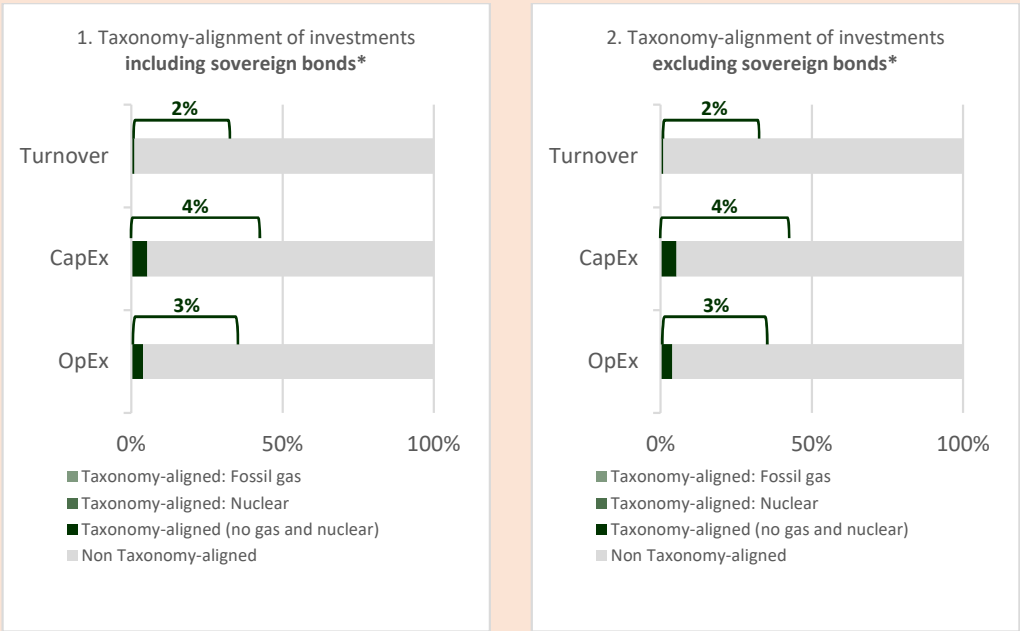 1. Taxonomy-alignment of investments
including sovereign bonds*
2%
Turnover
4%
CapEx
3%
OpEx
0% 50% 100%
Taxonomy-aligned: Fossil gas
Taxonomy-aligned: Nuclear
Taxonomy-aligned (no gas and nuclear)
Non Taxonomy-aligned
2. Taxonomy-alignment of investments
excluding sovereign bonds*
2%
Turnover
4%
CapEx
3%
OpEx
0% 50% 100%
Taxonomy-aligned: Fossil gas
Taxonomy-aligned: Nuclear
Taxonomy-aligned (no gas and nuclear)
Non Taxonomy-aligned